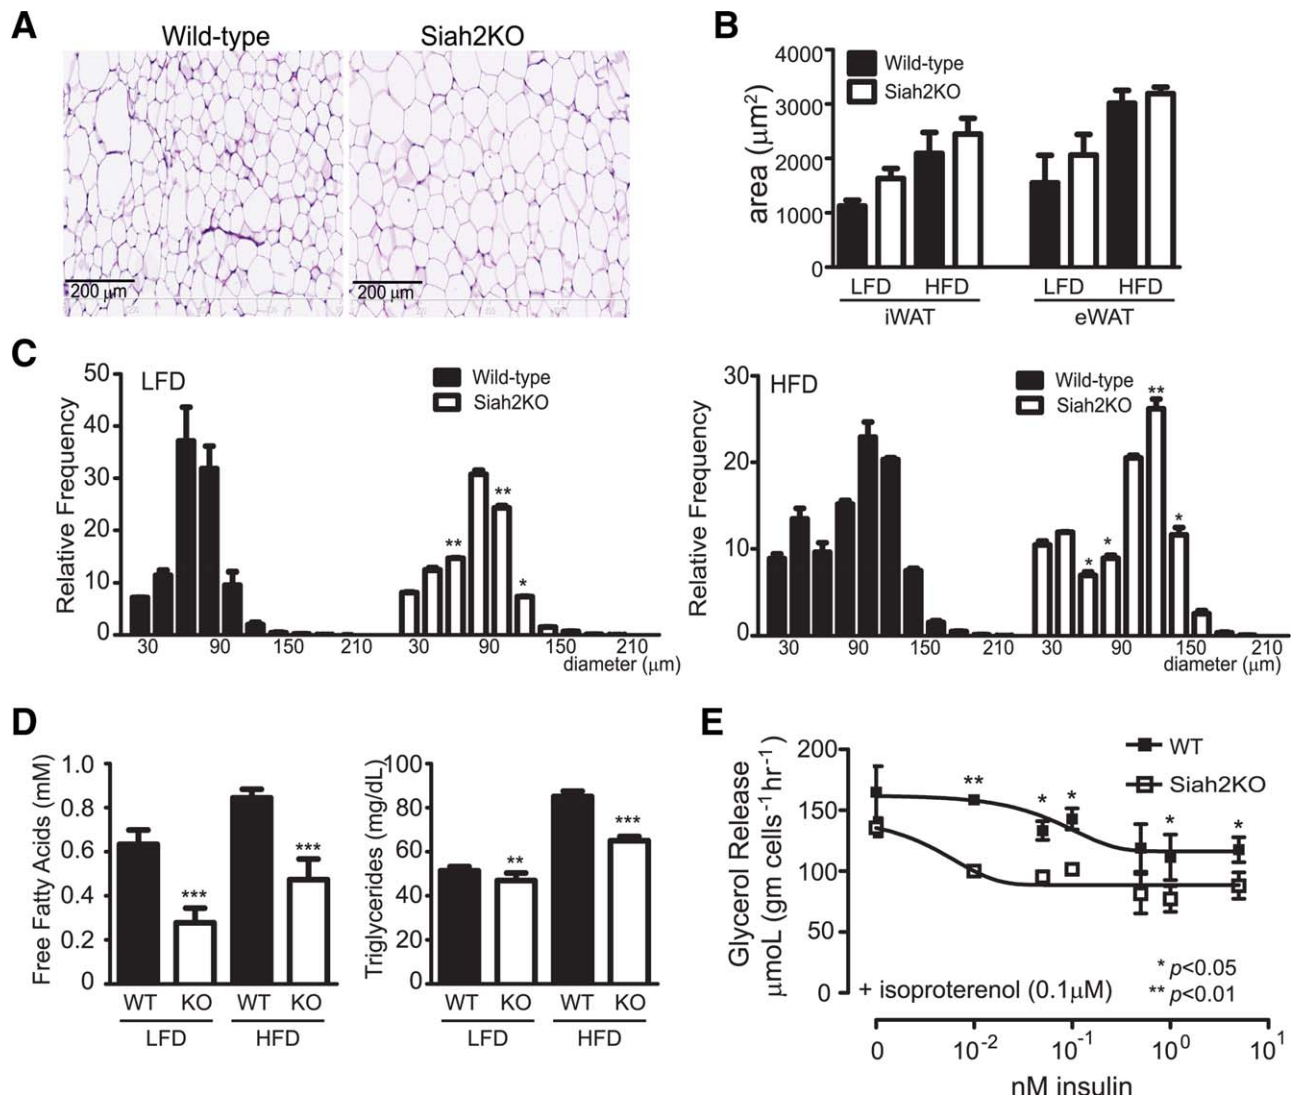 A
Wild-type
Siah2KO
200 μm
200 μm
B
4000
3000
2000
1000
0
area (μm²)
Wild-type
Siah2KO
LFD HFD LFD HFD
iWAT eWAT
C
50
40
30
20
10
0
Relative Frequency
LFD
Wild-type
Siah2KO
**
**
*
30 90 150 210 30 90 150 210
diameter (μm)
30
20
10
0
Relative Frequency
HFD
Wild-type
Siah2KO
**
*
*
*
30 90 150 210 30 90 150 210
diameter (μm)
D
1.0
0.8
0.6
0.4
0.2
0
Free Fatty Acids (mM)
***
***
WT KO WT KO
LFD HFD
100
80
60
40
20
0
Triglycerides (mg/dL)
**
***
WT KO WT KO
LFD HFD
E
200
150
100
50
0
Glycerol Release
μmoL (gm cells⁻¹hr⁻¹)
WT
Siah2KO
**
*
*
*
*
+ isoproterenol (0.1μM)
* p<0.05
** p<0.01
0 10⁻² 10⁻¹ 10⁰ 10¹
nM insulin